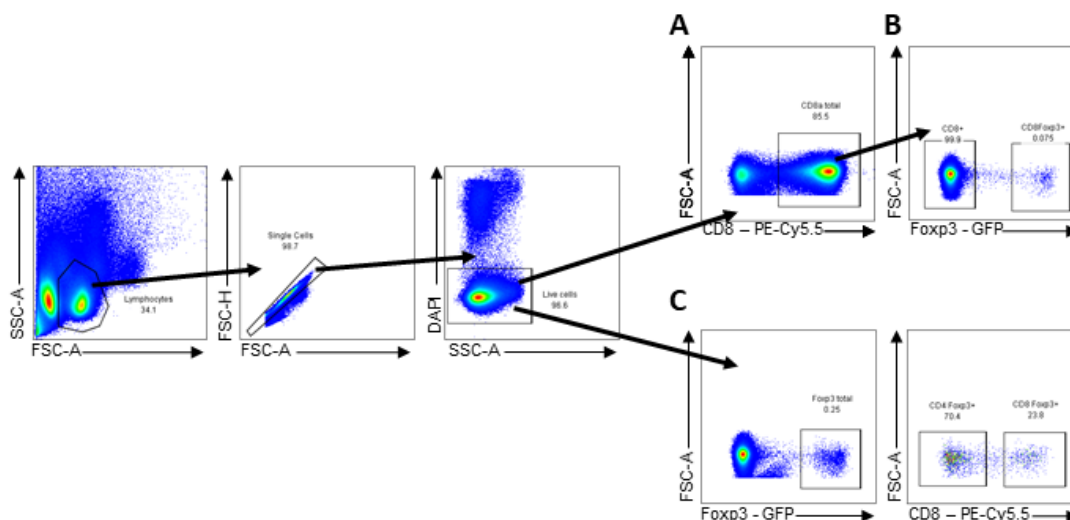 A
B
FSC-A
CD8a total
85.5
CD8 – PE-Cy5.5
FSC-A
CD8+
99.9
CD8Foxp3+
0.075
Foxp3 - GFP
SSC-A
Lymphocytes
34.1
FSC-A
FSC-H
Single Cells
98.7
FSC-A
DAPI
Live cells
96.6
SSC-A
C
FSC-A
Foxp3 total
0.25
Foxp3 - GFP
FSC-A
CD4 Foxp3+
70.4
CD8 Foxp3+
23.8
CD8 – PE-Cy5.5